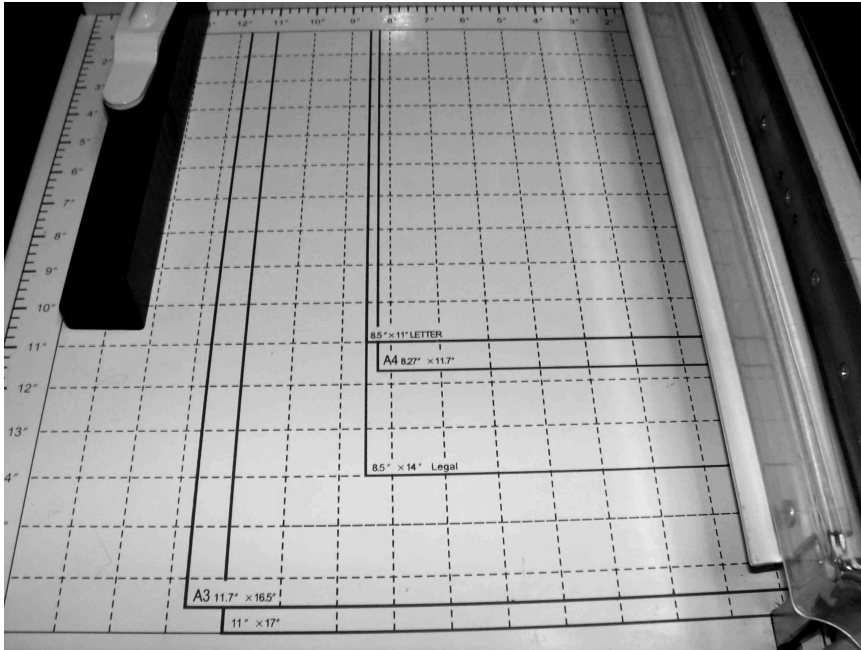 12" 11" 10" 9" 8" 7" 6" 5" 4" 3" 2"
2"
4"
6"
7"
8"
9"
10"
11"
12"
13"
4"
8.5" × 11" LETTER
A4 8.27" × 11.7"
8.5" × 14" Legal
A3 11.7" × 16.5"
11" × 17"